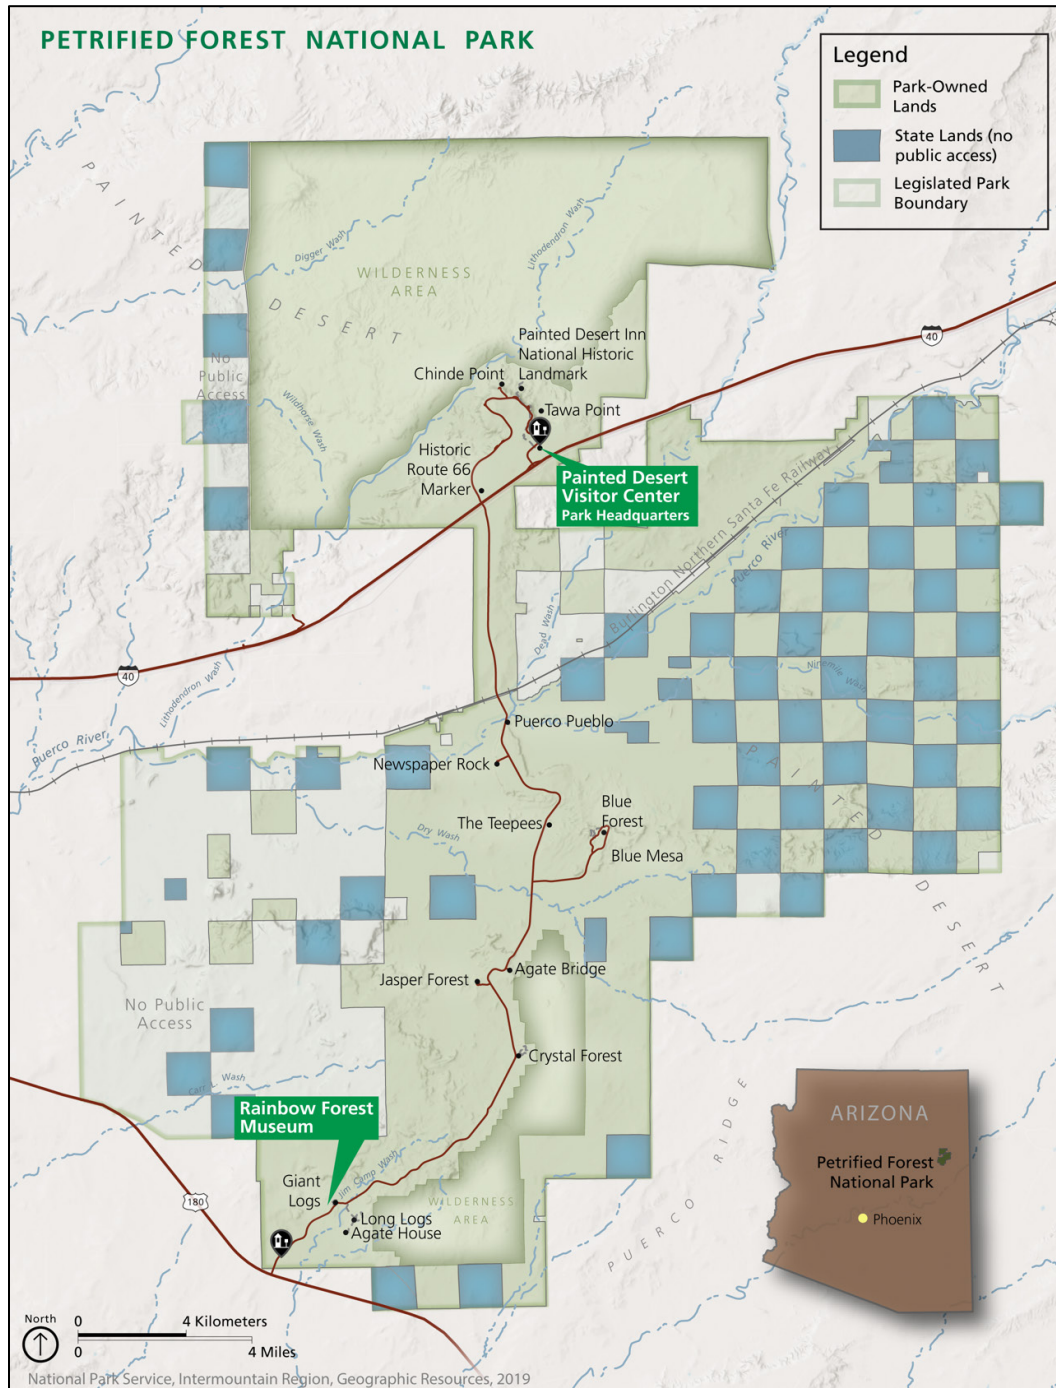 PETRIFIED FOREST NATIONAL PARK
Legend
Park-Owned
Lands
State Lands (no
public access)
Legislated Park
Boundary
PAINTED
DESERT
Digger Wash
Lithodendron Wash
WILDERNESS
AREA
40
No
Public
Access
Wildhorse Wash
Painted Desert Inn
National Historic
Landmark
Chinde Point
Tawa Point
Historic
Route 66
Marker
Painted Desert
Visitor Center
Park Headquarters
Burlington Northern Santa Fe Railway
Puerco River
Dead Wash
Ninemile Wash
40
Lithodendron Wash
Puerco River
Puerco Pueblo
Newspaper Rock
PAINTED
DESERT
Blue
Forest
The Teepees
Dry Wash
Blue Mesa
Agate Bridge
Jasper Forest
No Public
Access
Crystal Forest
Carr L. Wash
Rainbow Forest
Museum
Jim Camp Wash
Giant
Logs
180
Long Logs
Agate House
WILDERNESS
AREA
PUERCO RIDGE
ARIZONA
Petrified Forest
National Park
Phoenix
North
0
4 Kilometers
0
4 Miles
National Park Service, Intermountain Region, Geographic Resources, 2019